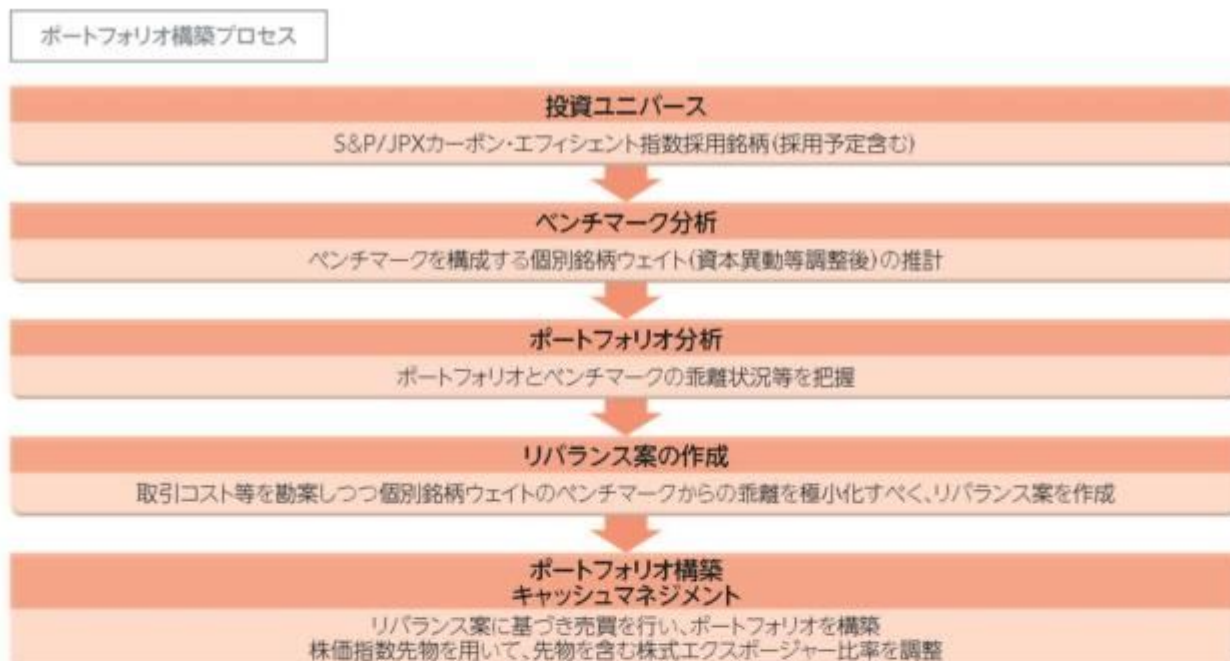 ポートフォリオ構築プロセス
投資ユニバース
S&P/JPXカーボン・エフィシェント指数採用銘柄(採用予定含む)
ベンチマーク分析
ベンチマークを構成する個別銘柄ウェイト(資本異動等調整後)の推計
ポートフォリオ分析
ポートフォリオとベンチマークの乖離状況等を把握
リバランス案の作成
取引コスト等を勘案しつつ個別銘柄ウェイトのベンチマークからの乖離を極小化すべく、リバランス案を作成
ポートフォリオ構築
キャッシュマネジメント
リバランス案に基づき売買を行い、ポートフォリオを構築
株価指数先物を用いて、先物を含む株式エクスポージャー比率を調整